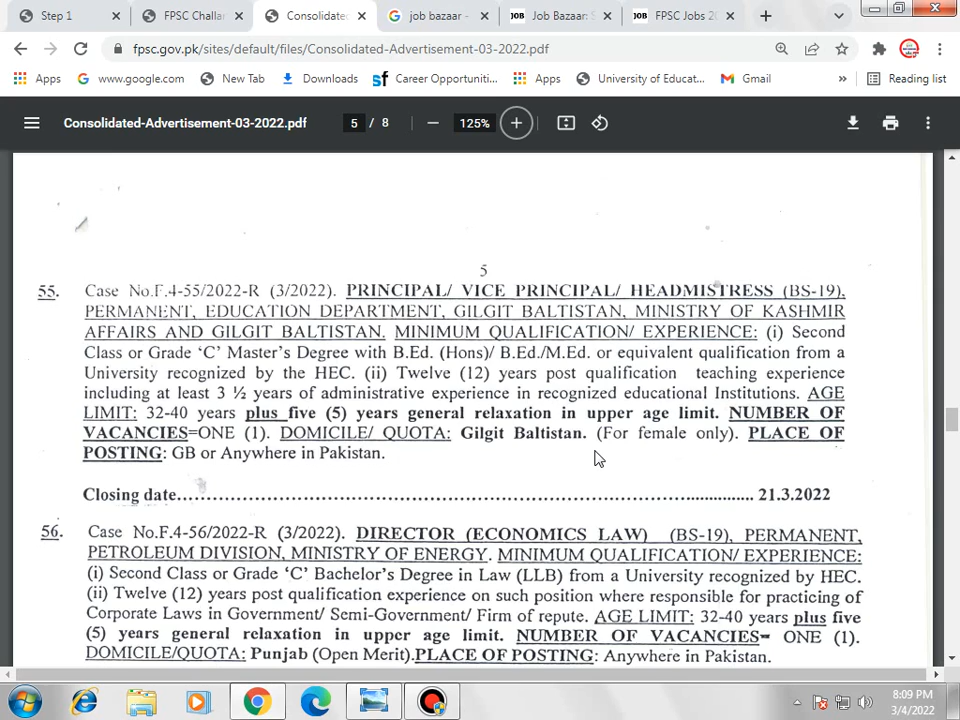 Step 1
FPSC Challa
Consolidated
job bazaar -
JOB Job Bazaar: S
JOB FPSC Jobs 20
fpsc.gov.pk/sites/default/files/Consolidated-Advertisement-03-2022.pdf
Apps www.google.com New Tab Downloads sf Career Opportuniti... Apps University of Educat... Gmail » Reading list
Consolidated-Advertisement-03-2022.pdf 5 / 8 125%
5
55. Case No.F.4-55/2022-R (3/2022). PRINCIPAL/ VICE PRINCIPAL/ HEADMISTRESS (BS-19),
PERMANENT, EDUCATION DEPARTMENT, GILGIT BALTISTAN, MINISTRY OF KASHMIR
AFFAIRS AND GILGIT BALTISTAN. MINIMUM QUALIFICATION/ EXPERIENCE: (i) Second
Class or Grade ‘C’ Master’s Degree with B.Ed. (Hons)/ B.Ed./M.Ed. or equivalent qualification from a
University recognized by the HEC. (ii) Twelve (12) years post qualification teaching experience
including at least 3 ½ years of administrative experience in recognized educational Institutions. AGE
LIMIT: 32-40 years plus five (5) years general relaxation in upper age limit. NUMBER OF
VACANCIES=ONE (1). DOMICILE/ QUOTA: Gilgit Baltistan. (For female only). PLACE OF
POSTING: GB or Anywhere in Pakistan.
Closing date……………………………………………………………............. 21.3.2022
56. Case No.F.4-56/2022-R (3/2022). DIRECTOR (ECONOMICS LAW) (BS-19), PERMANENT,
PETROLEUM DIVISION, MINISTRY OF ENERGY. MINIMUM QUALIFICATION/ EXPERIENCE:
(i) Second Class or Grade ‘C’ Bachelor’s Degree in Law (LLB) from a University recognized by HEC.
(ii) Twelve (12) years post qualification experience on such position where responsible for practicing of
Corporate Laws in Government/ Semi-Government/ Firm of repute. AGE LIMIT: 32-40 years plus five
(5) years general relaxation in upper age limit. NUMBER OF VACANCIES= ONE (1).
DOMICILE/QUOTA: Punjab (Open Merit).PLACE OF POSTING: Anywhere in Pakistan.
8:09 PM
3/4/2022